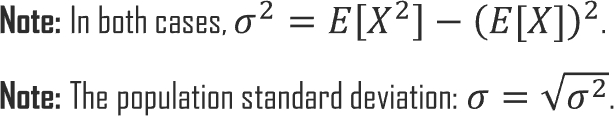 Note: In both cases, σ² = E[X²] − (E[X])².
Note: The population standard deviation: σ = √σ².